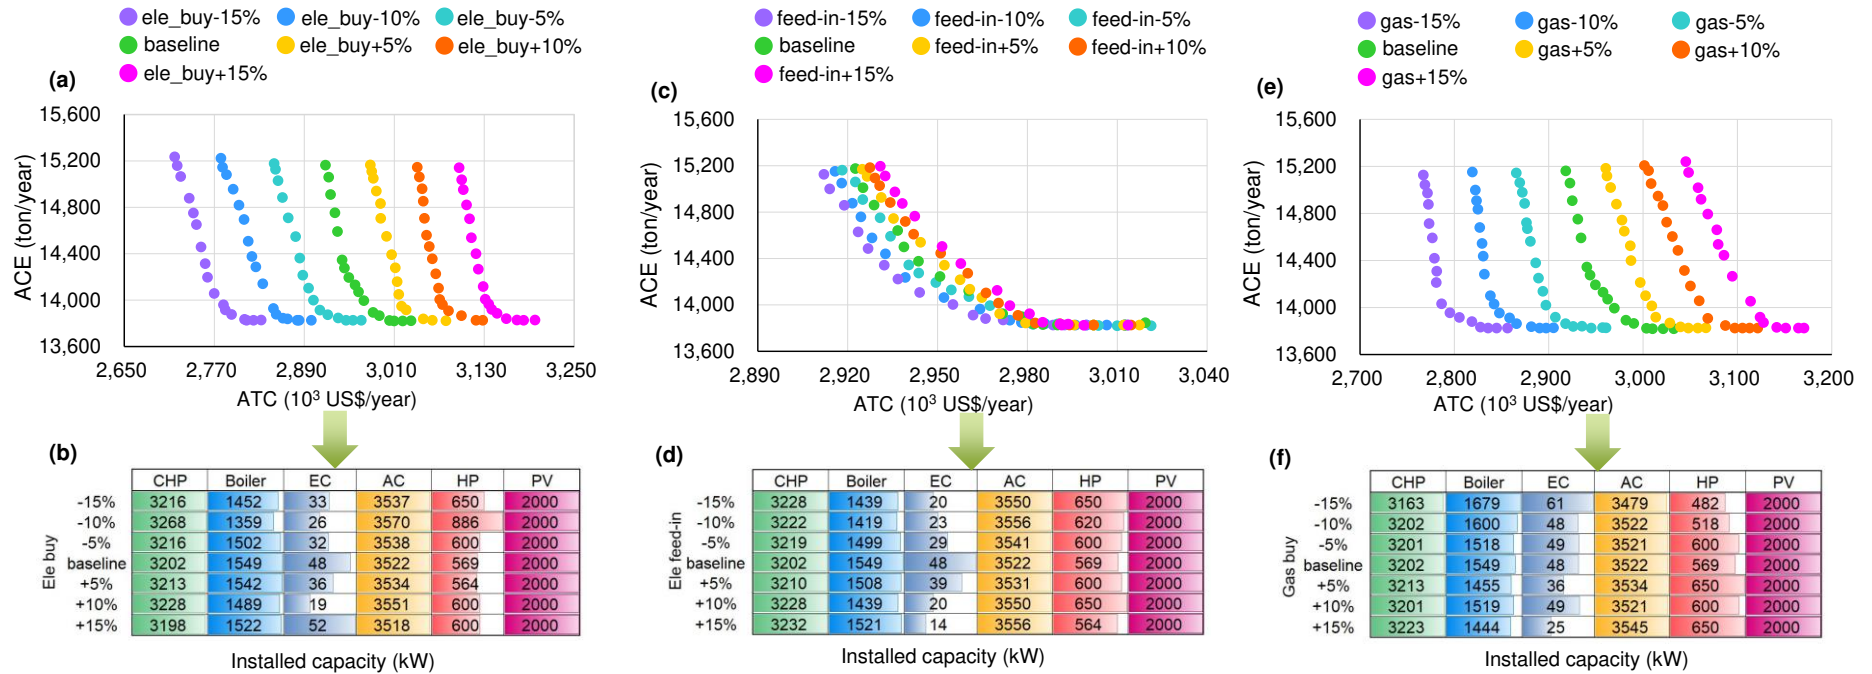 ele_buy-15% ele_buy-10% ele_buy-5%
baseline ele_buy+5% ele_buy+10%
ele_buy+15%
(a)
15,600
15,200
14,800
14,400
14,000
13,600
ACE (ton/year)
2,650 2,770 2,890 3,010 3,130 3,250
ATC (10³ US$/year)
(b)
CHP Boiler EC AC HP PV
-15% 3216 1452 33 3537 650 2000
-10% 3268 1359 26 3570 886 2000
-5% 3216 1502 32 3538 600 2000
baseline 3202 1549 48 3522 569 2000
+5% 3213 1542 36 3534 564 2000
+10% 3228 1489 19 3551 600 2000
+15% 3198 1522 52 3518 600 2000
Ele buy
Installed capacity (kW)
feed-in-15% feed-in-10% feed-in-5%
baseline feed-in+5% feed-in+10%
feed-in+15%
(c)
15,600
15,200
14,800
14,400
14,000
13,600
ACE (ton/year)
2,890 2,920 2,950 2,980 3,010 3,040
ATC (10³ US$/year)
(d)
CHP Boiler EC AC HP PV
-15% 3228 1439 20 3550 650 2000
-10% 3222 1419 23 3556 620 2000
-5% 3219 1499 29 3541 600 2000
baseline 3202 1549 48 3522 569 2000
+5% 3210 1508 39 3531 600 2000
+10% 3228 1439 20 3550 650 2000
+15% 3232 1521 14 3556 564 2000
Ele feed-in
Installed capacity (kW)
gas-15% gas-10% gas-5%
baseline gas+5% gas+10%
gas+15%
(e)
15,600
15,200
14,800
14,400
14,000
13,600
ACE (ton/year)
2,700 2,800 2,900 3,000 3,100 3,200
ATC (10³ US$/year)
(f)
CHP Boiler EC AC HP PV
-15% 3163 1679 61 3479 482 2000
-10% 3202 1600 48 3522 518 2000
-5% 3201 1518 49 3521 600 2000
baseline 3202 1549 48 3522 569 2000
+5% 3213 1455 36 3534 650 2000
+10% 3201 1519 49 3521 600 2000
+15% 3223 1444 25 3545 650 2000
Gas buy
Installed capacity (kW)